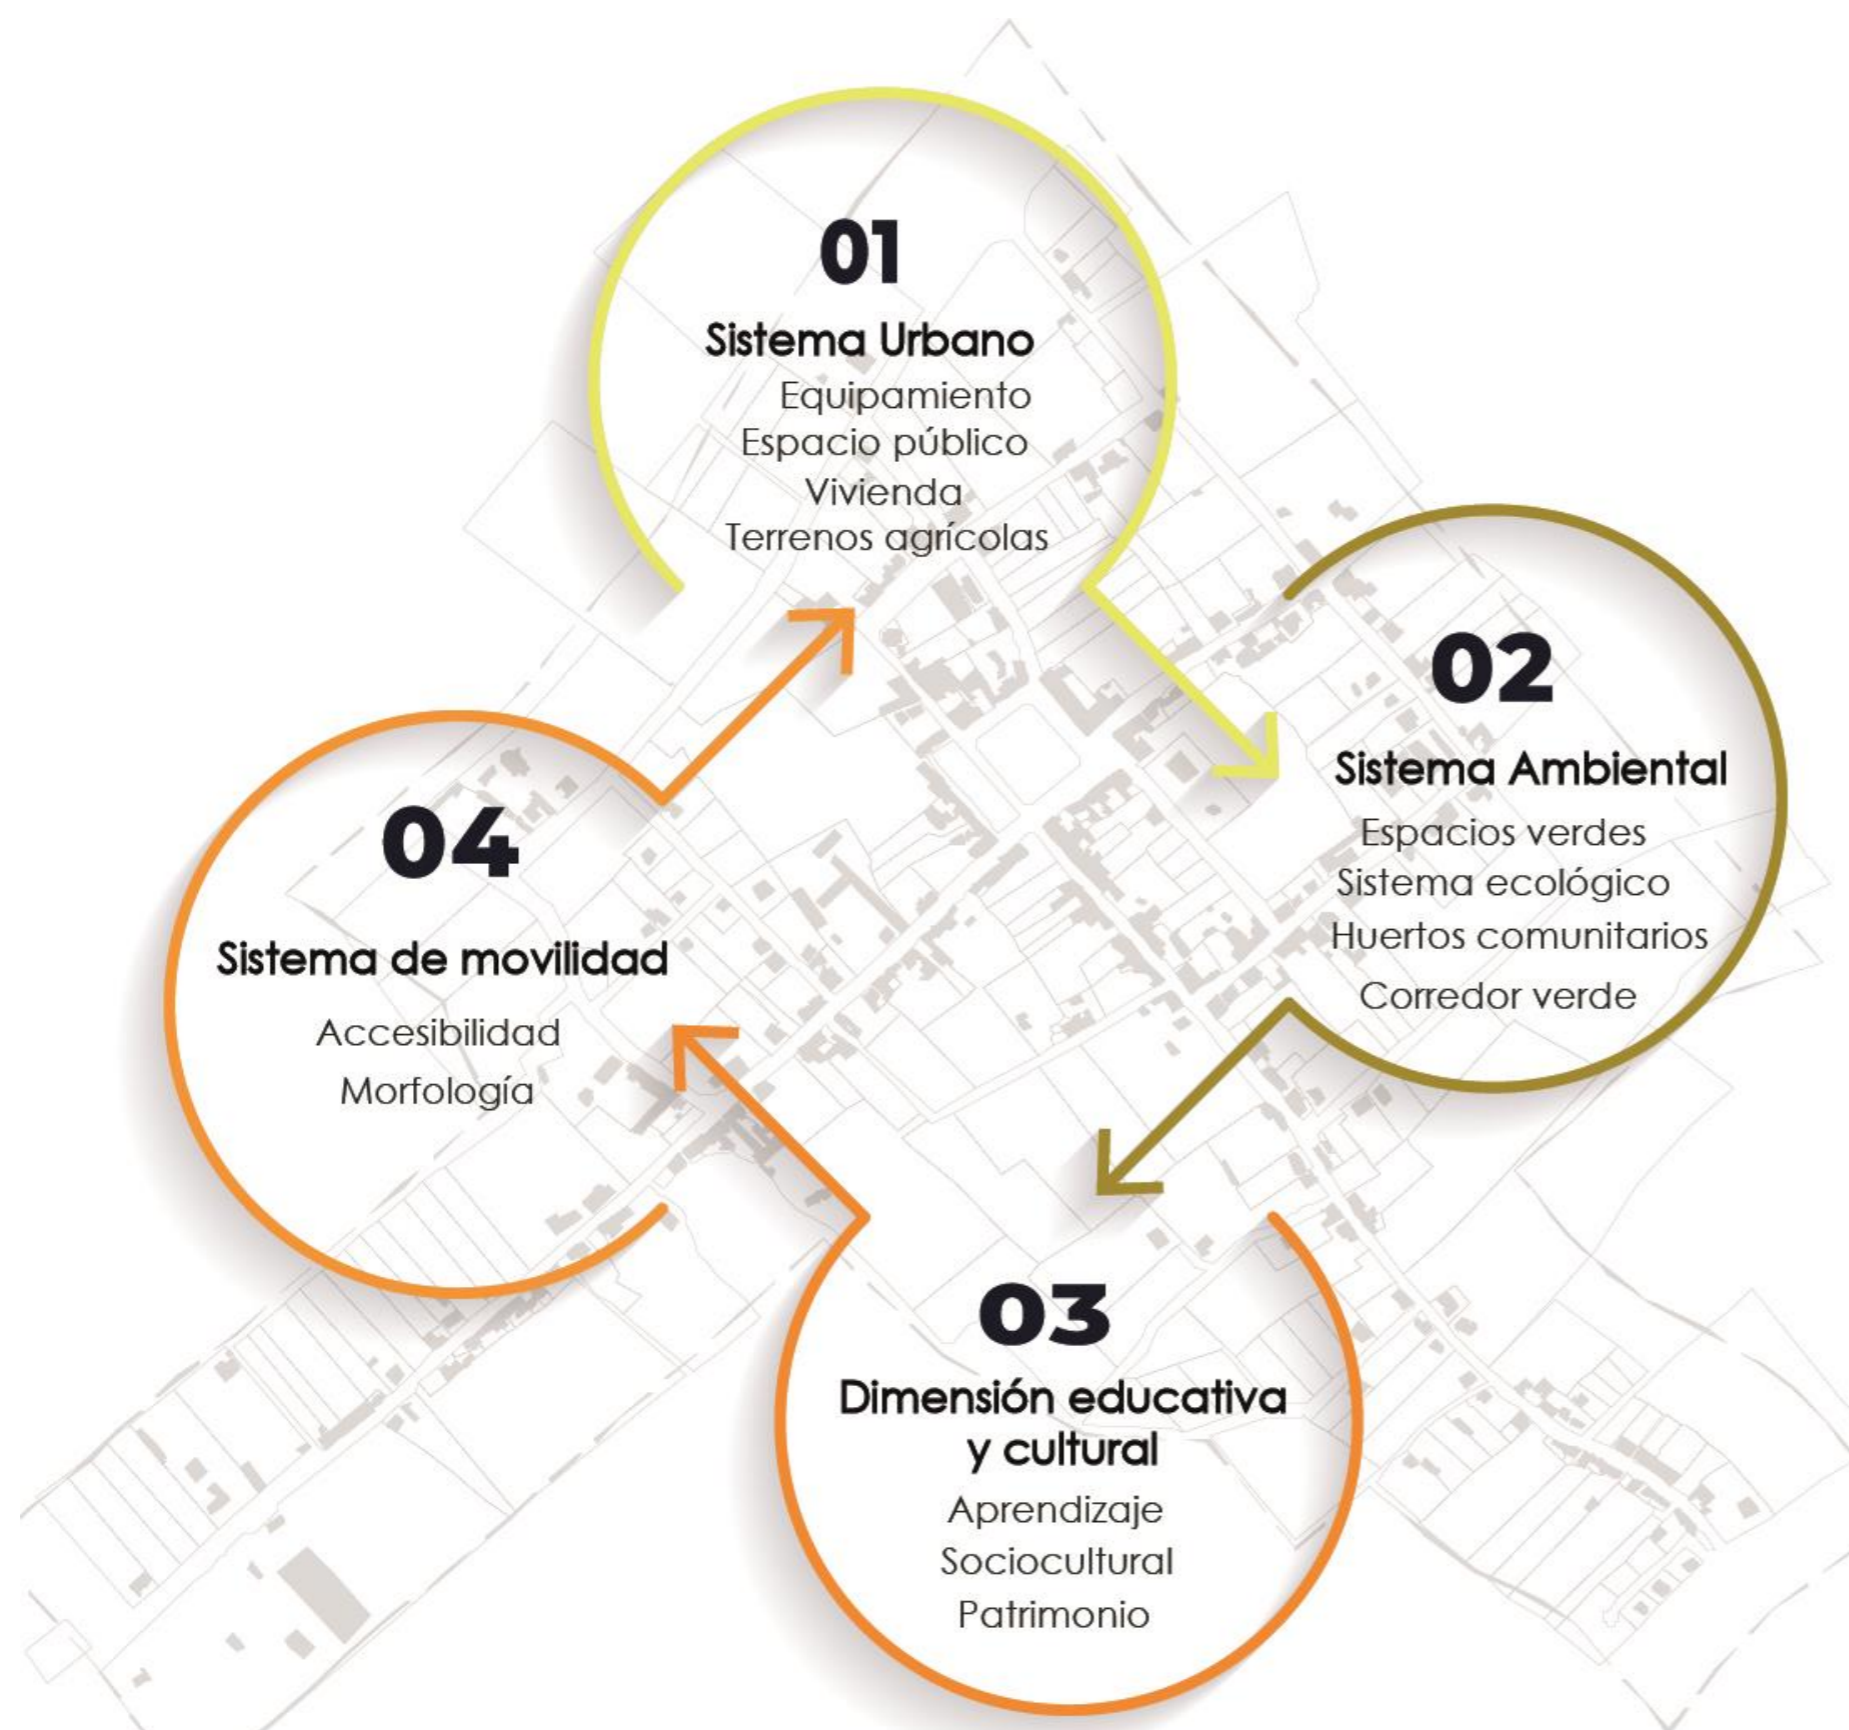 01
Sistema Urbano
Equipamiento
Espacio público
Vivienda
Terrenos agrícolas
02
Sistema Ambiental
Espacios verdes
Sistema ecológico
Huertos comunitarios
Corredor verde
03
Dimensión educativa
y cultural
Aprendizaje
Sociocultural
Patrimonio
04
Sistema de movilidad
Accesibilidad
Morfología